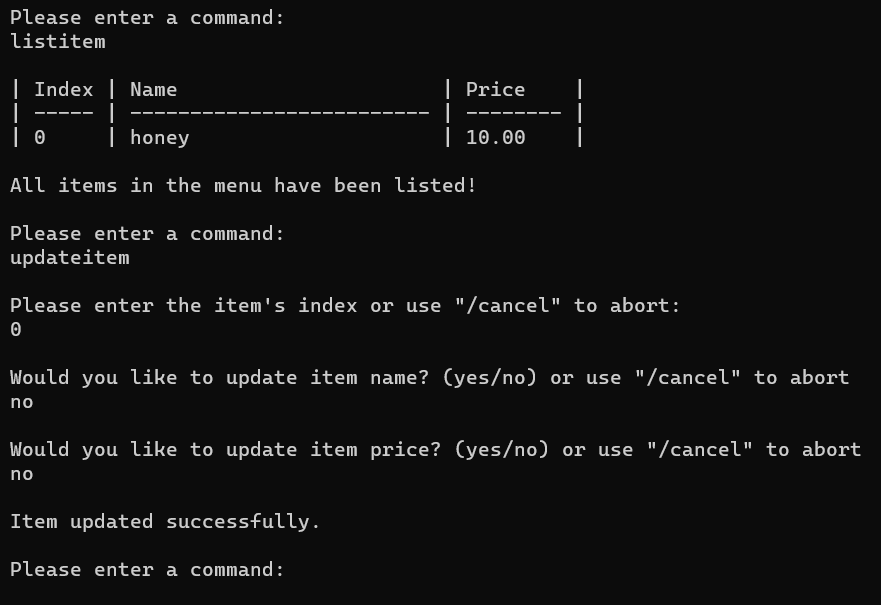 Please enter a command:
listitem
| Index | Name                      | Price    |
| ----- | ------------------------- | -------- |
| 0     | honey                     | 10.00    |
All items in the menu have been listed!
Please enter a command:
updateitem
Please enter the item's index or use "/cancel" to abort:
0
Would you like to update item name? (yes/no) or use "/cancel" to abort
no
Would you like to update item price? (yes/no) or use "/cancel" to abort
no
Item updated successfully.
Please enter a command: